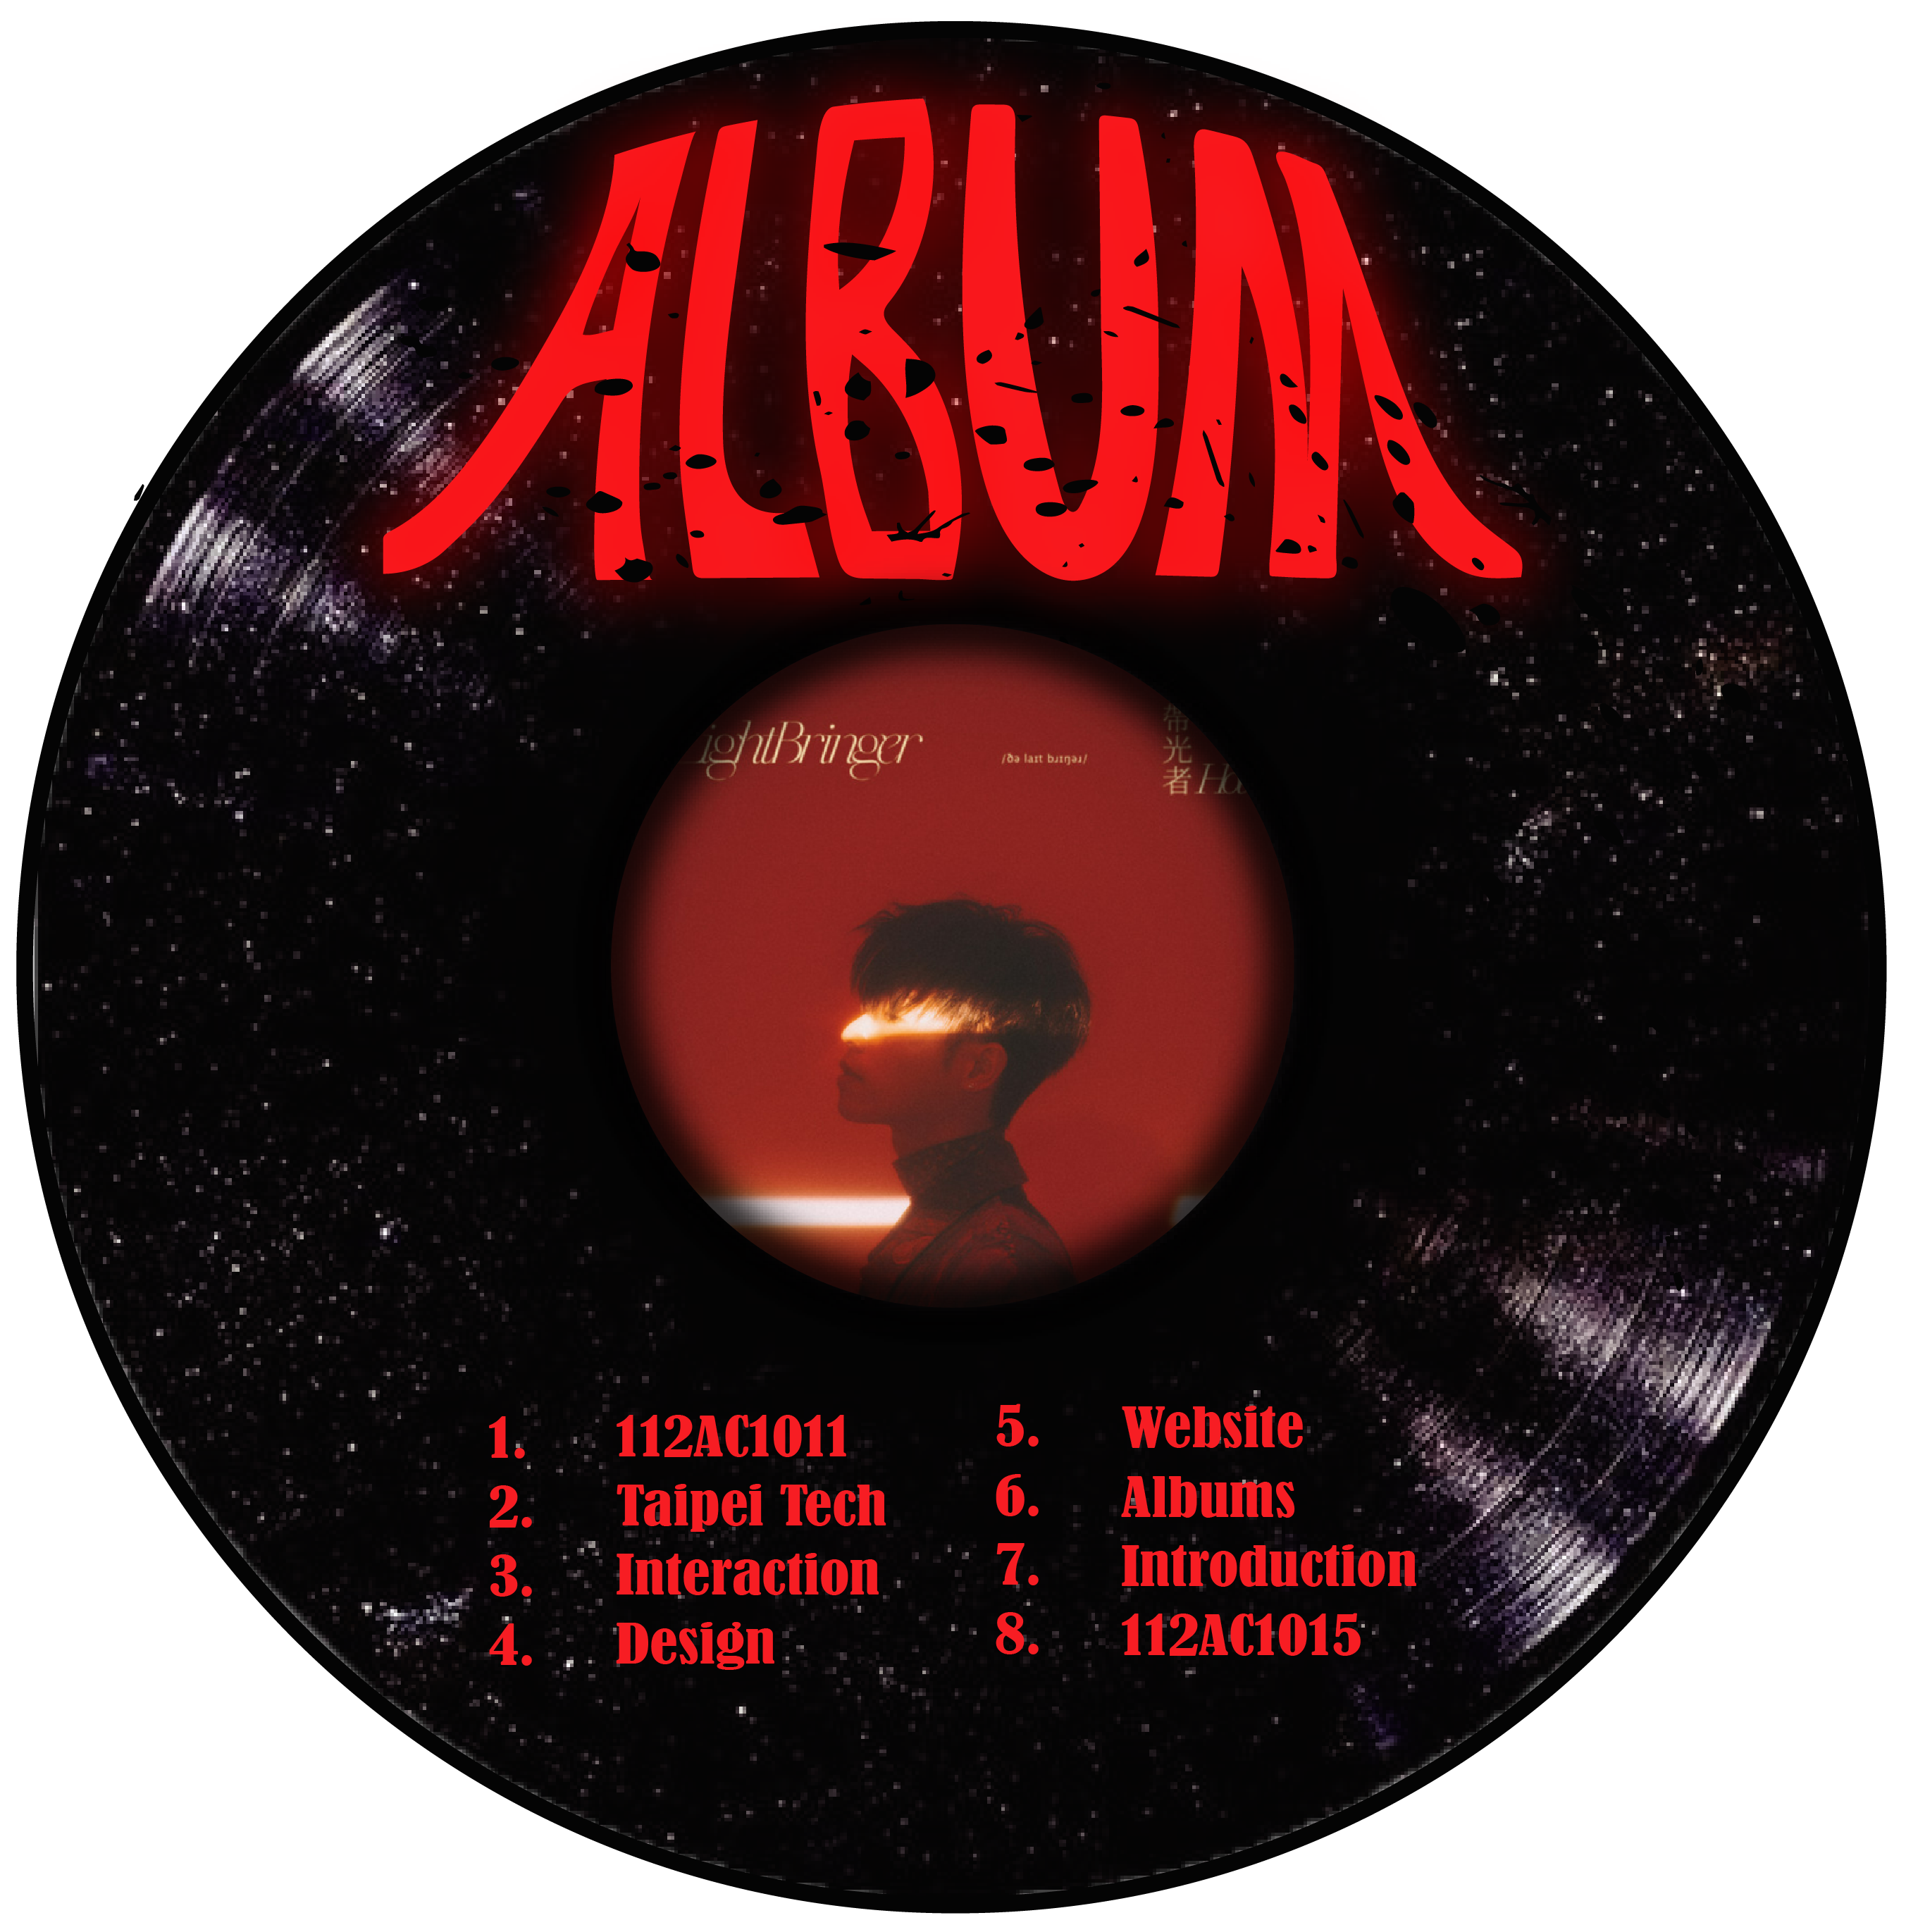 ALBUM
ightBringer
/ðə laɪt bɹɪŋəɹ/
帶光者
1. 112AC1011
2. Taipei Tech
3. Interaction
4. Design
5. Website
6. Albums
7. Introduction
8. 112AC1015